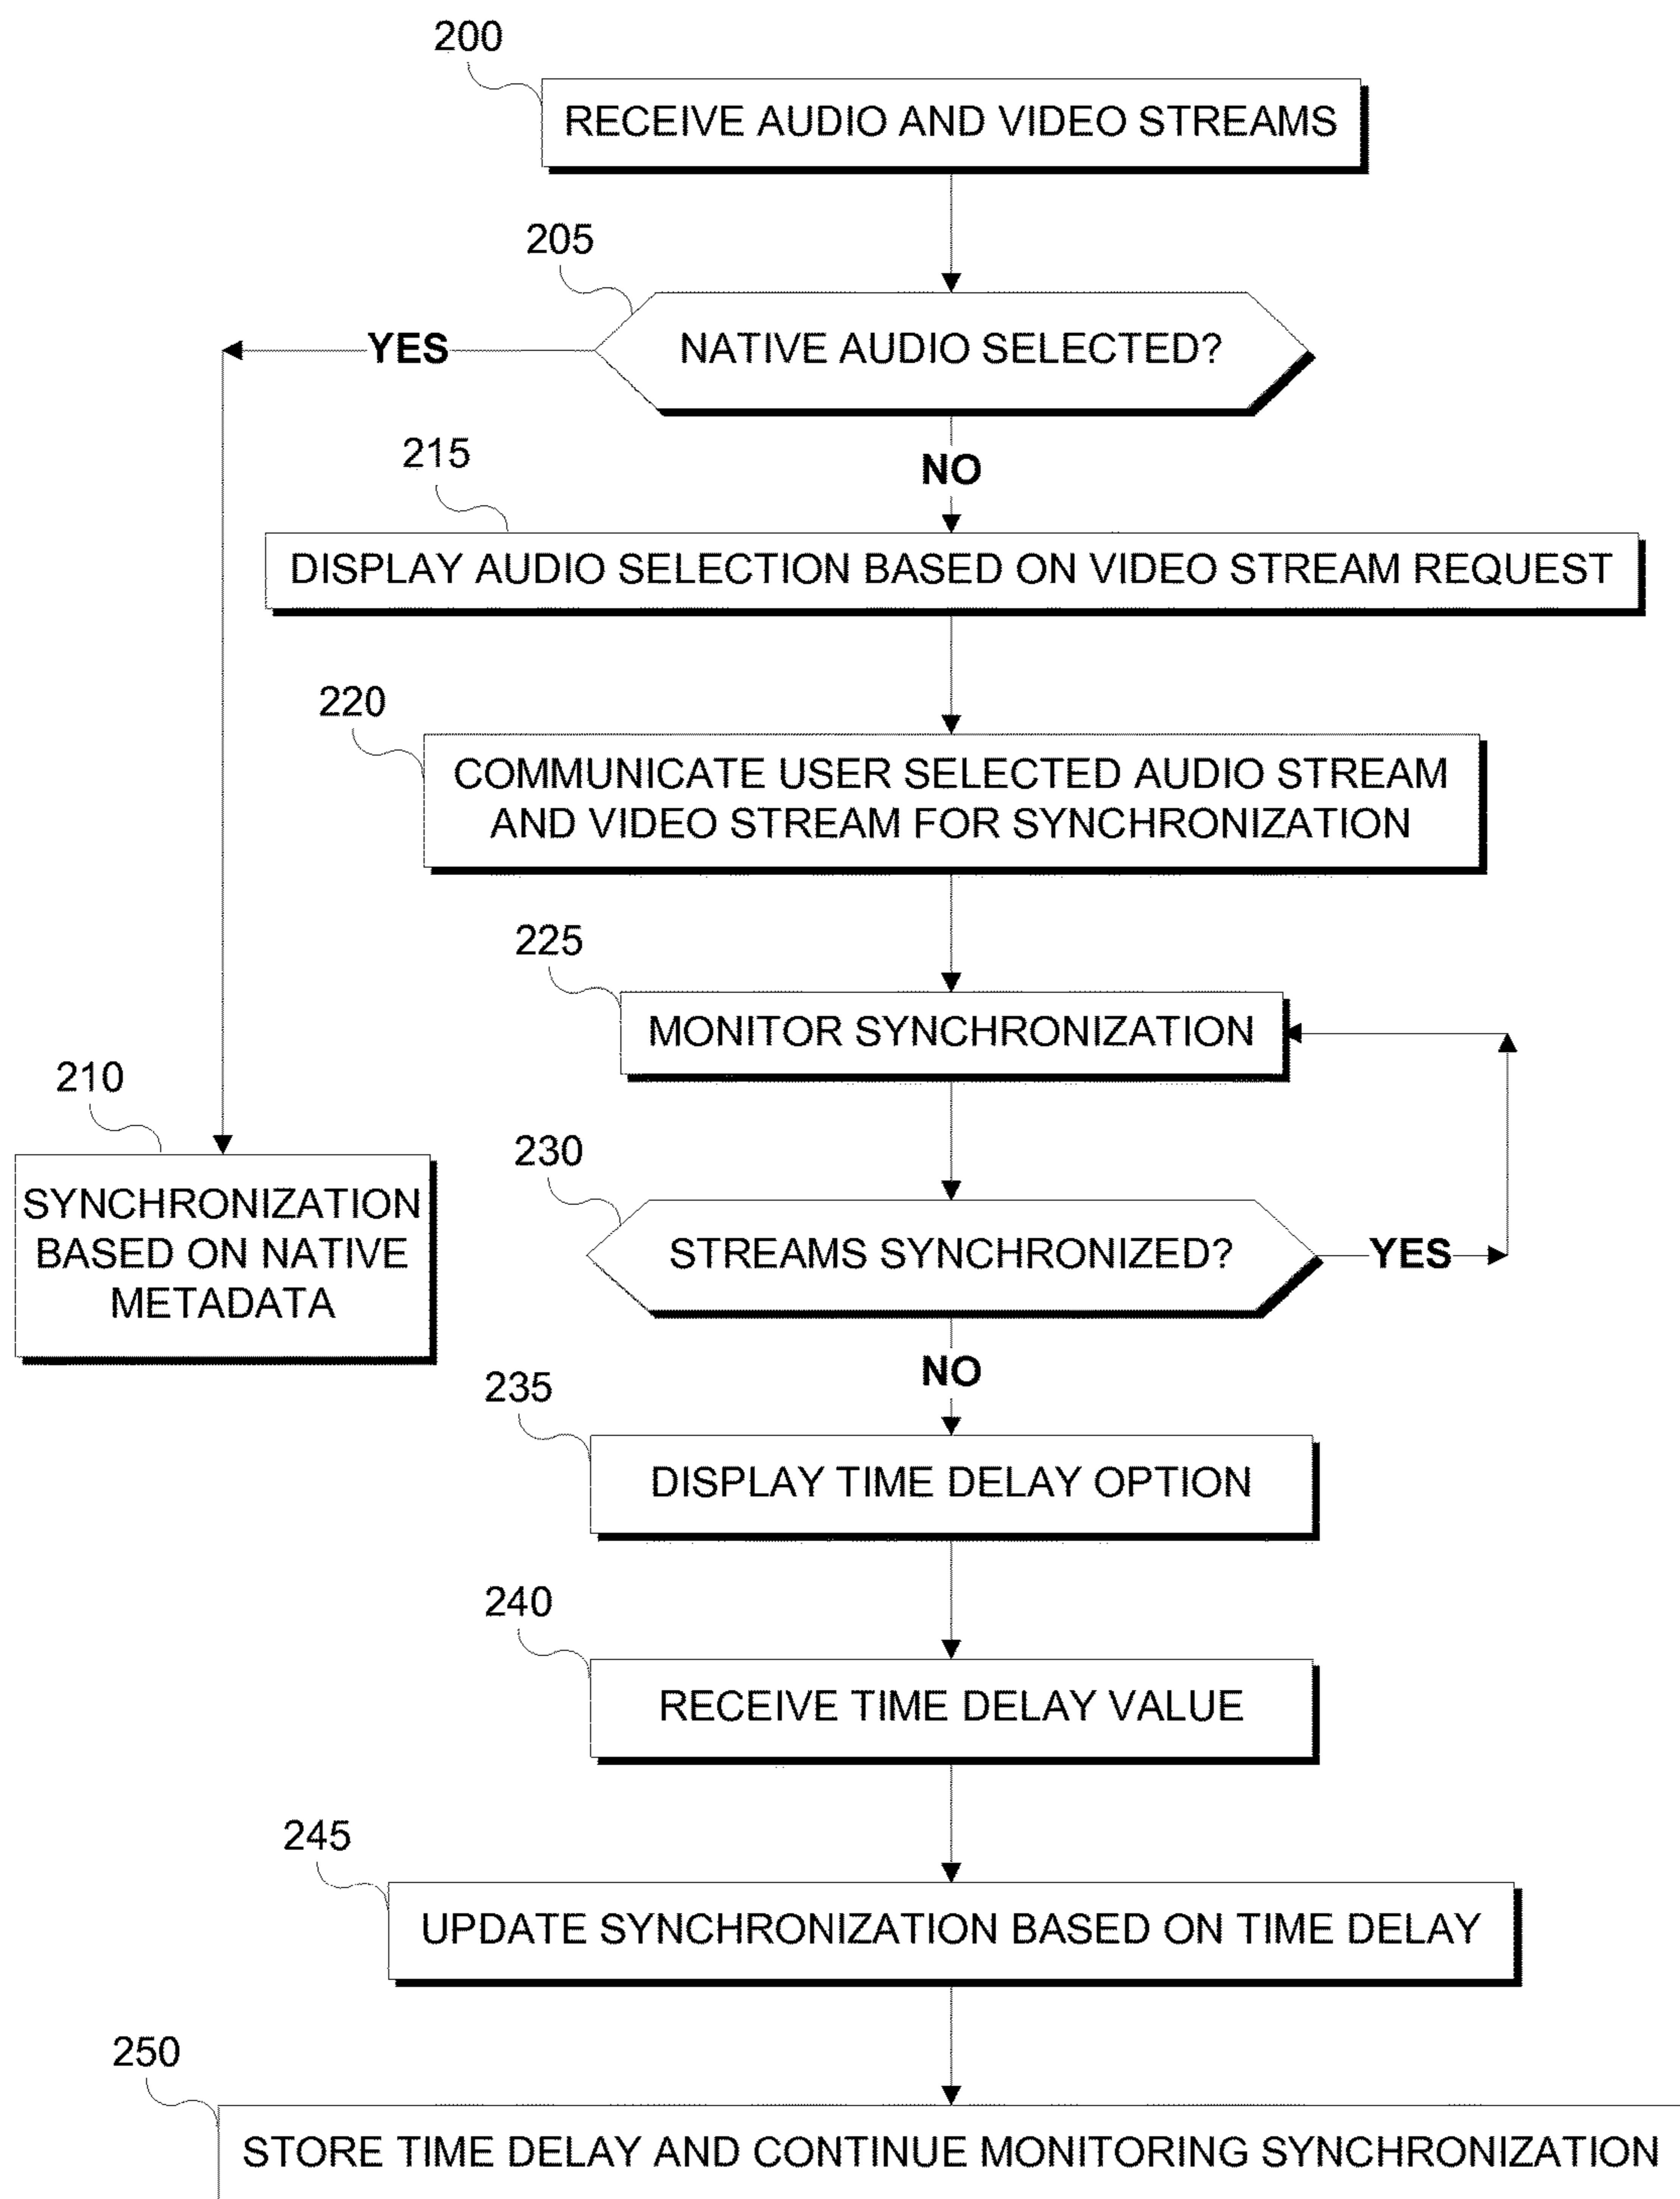 200
RECEIVE AUDIO AND VIDEO STREAMS
205
NATIVE AUDIO SELECTED?
YES
NO
215
DISPLAY AUDIO SELECTION BASED ON VIDEO STREAM REQUEST
220
COMMUNICATE USER SELECTED AUDIO STREAM
AND VIDEO STREAM FOR SYNCHRONIZATION
225
MONITOR SYNCHRONIZATION
210
SYNCHRONIZATION
BASED ON NATIVE
METADATA
230
STREAMS SYNCHRONIZED?
YES
NO
235
DISPLAY TIME DELAY OPTION
240
RECEIVE TIME DELAY VALUE
245
UPDATE SYNCHRONIZATION BASED ON TIME DELAY
250
STORE TIME DELAY AND CONTINUE MONITORING SYNCHRONIZATION